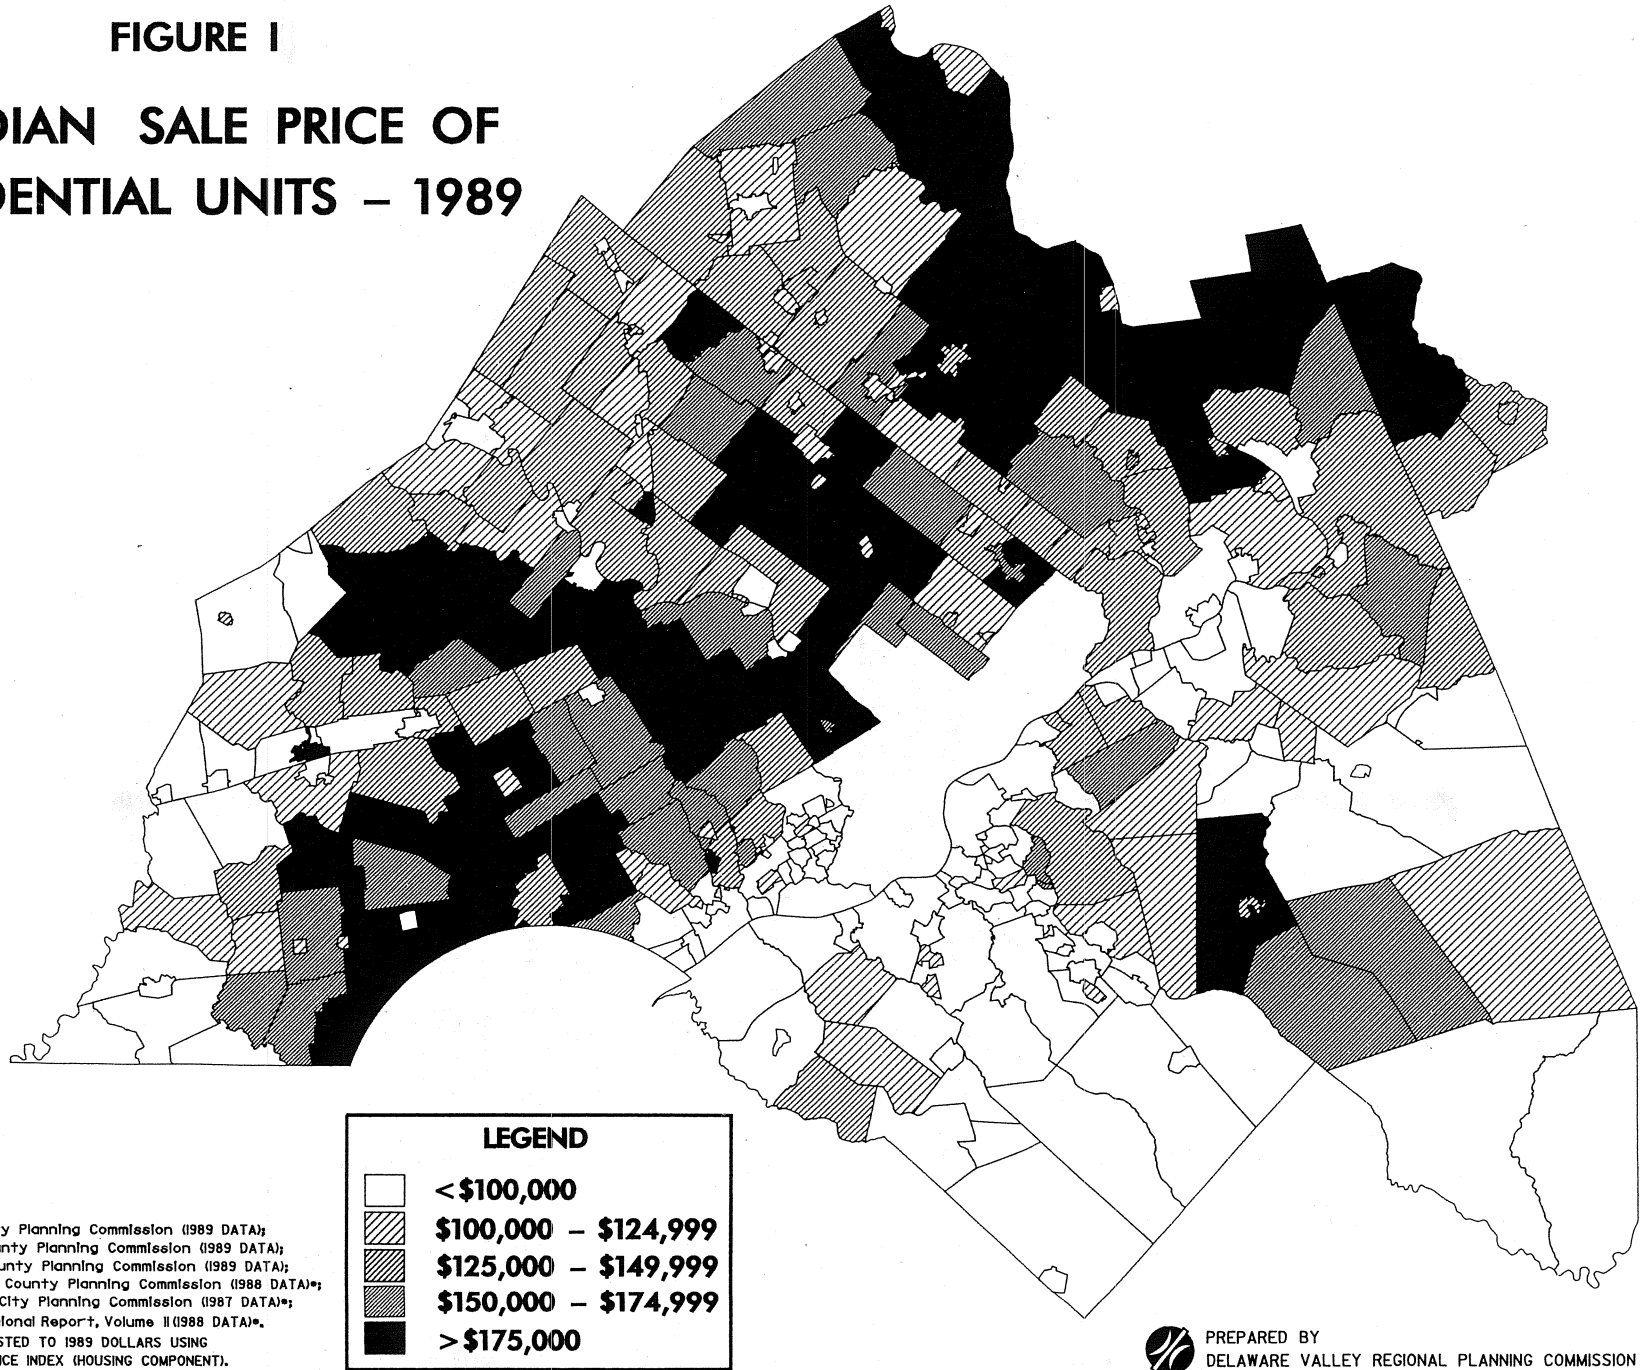 FIGURE I
DIAN SALE PRICE OF
DENTIAL UNITS – 1989
LEGEND
<$100,000
$100,000 – $124,999
$125,000 – $149,999
$150,000 – $174,999
>$175,000
y Planning Commission (1989 DATA);
nty Planning Commission (1989 DATA);
unty Planning Commission (1989 DATA);
County Planning Commission (1988 DATA)*;
City Planning Commission (1987 DATA)*;
ional Report, Volume II (1988 DATA)*.
STED TO 1989 DOLLARS USING
ICE INDEX (HOUSING COMPONENT).
PREPARED BY
DELAWARE VALLEY REGIONAL PLANNING COMMISSION